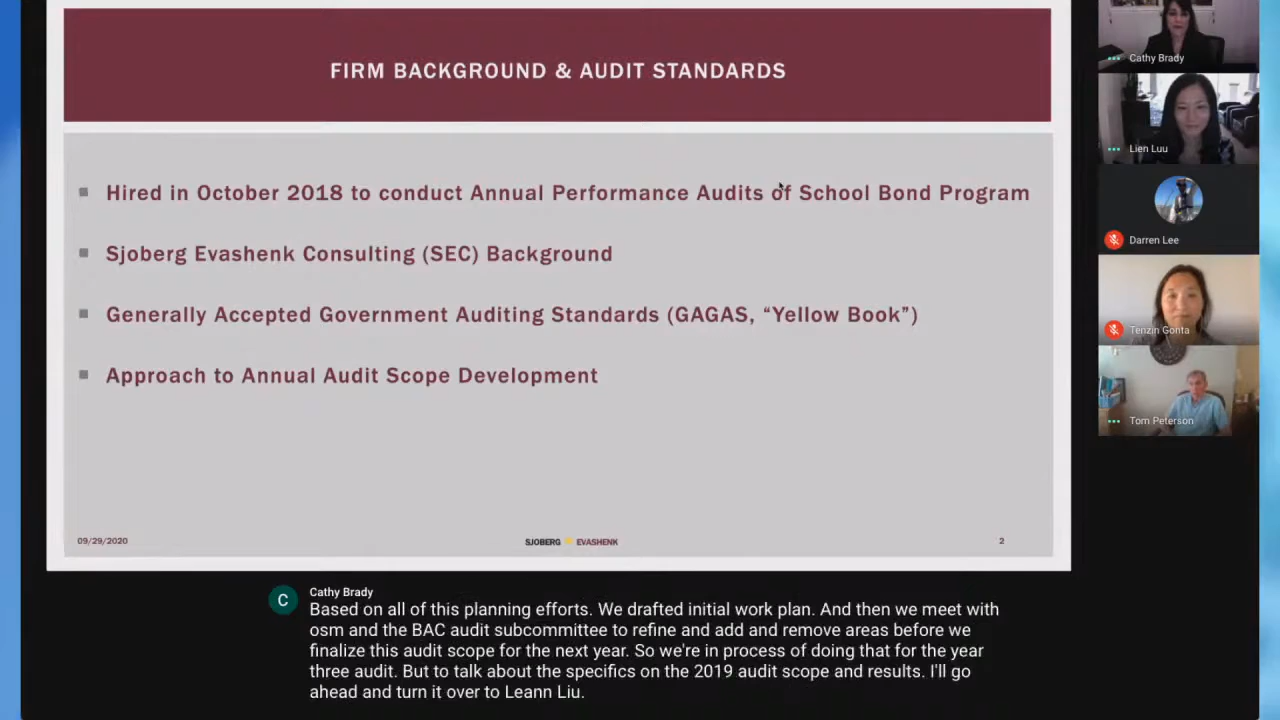 FIRM BACKGROUND & AUDIT STANDARDS
Hired in October 2018 to conduct Annual Performance Audits of School Bond Program
Sjoberg Evashenk Consulting (SEC) Background
Generally Accepted Government Auditing Standards (GAGAS, “Yellow Book”)
Approach to Annual Audit Scope Development
09/29/2020
SJOBERG EVASHENK
2
Cathy Brady
Lien Luu
Darren Lee
Tenzin Gonta
Tom Peterson
C
Cathy Brady
Based on all of this planning efforts. We drafted initial work plan. And then we meet with
osm and the BAC audit subcommittee to refine and add and remove areas before we
finalize this audit scope for the next year. So we're in process of doing that for the year
three audit. But to talk about the specifics on the 2019 audit scope and results. I'll go
ahead and turn it over to Leann Liu.